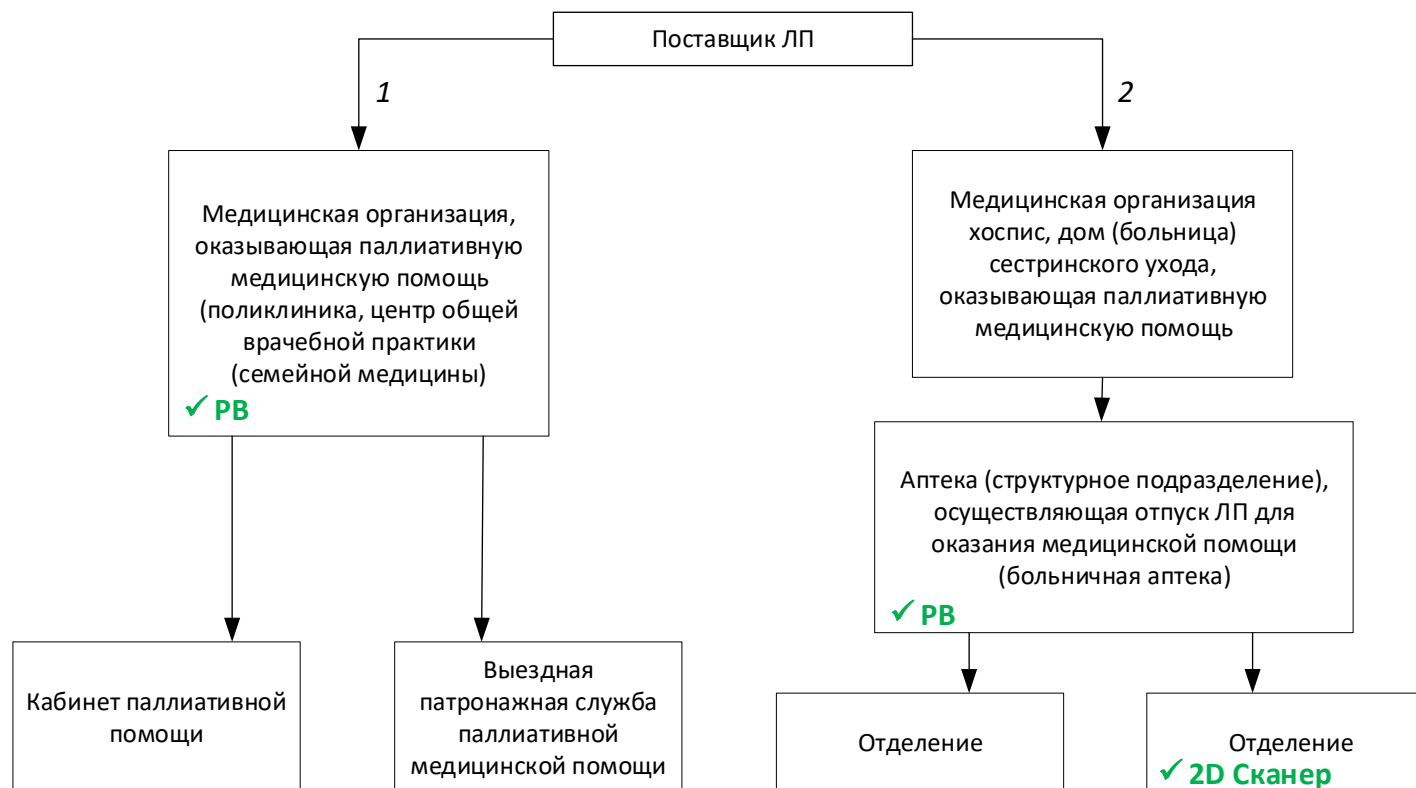 Поставщик ЛП
1
2
Медицинская организация,
оказывающая паллиативную
медицинскую помощь
(поликлиника, центр общей
врачебной практики
(семейной медицины)
✓ РВ
Медицинская организация
хоспис, дом (больница)
сестринского ухода,
оказывающая паллиативную
медицинскую помощь
Аптека (структурное подразделение),
осуществляющая отпуск ЛП для
оказания медицинской помощи
(больничная аптека)
✓ РВ
Кабинет паллиативной
помощи
Выездная
патронажная служба
паллиативной
медицинской помощи
Отделение
Отделение
✓ 2D Сканер